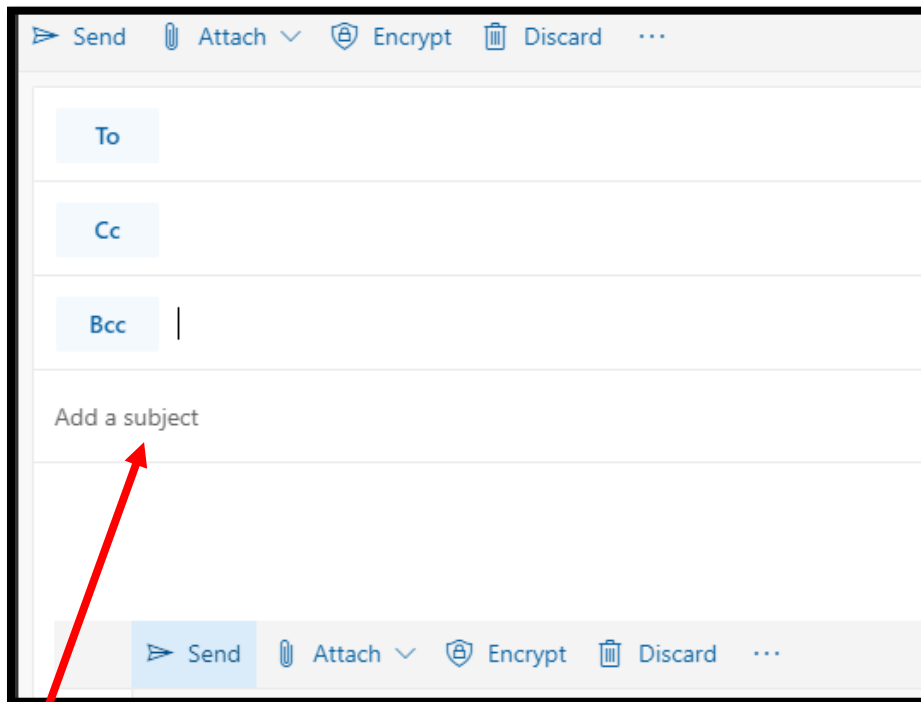 Send Attach Encrypt Discard ...
To
Cc
Bcc
Add a subject
Send Attach Encrypt Discard ...